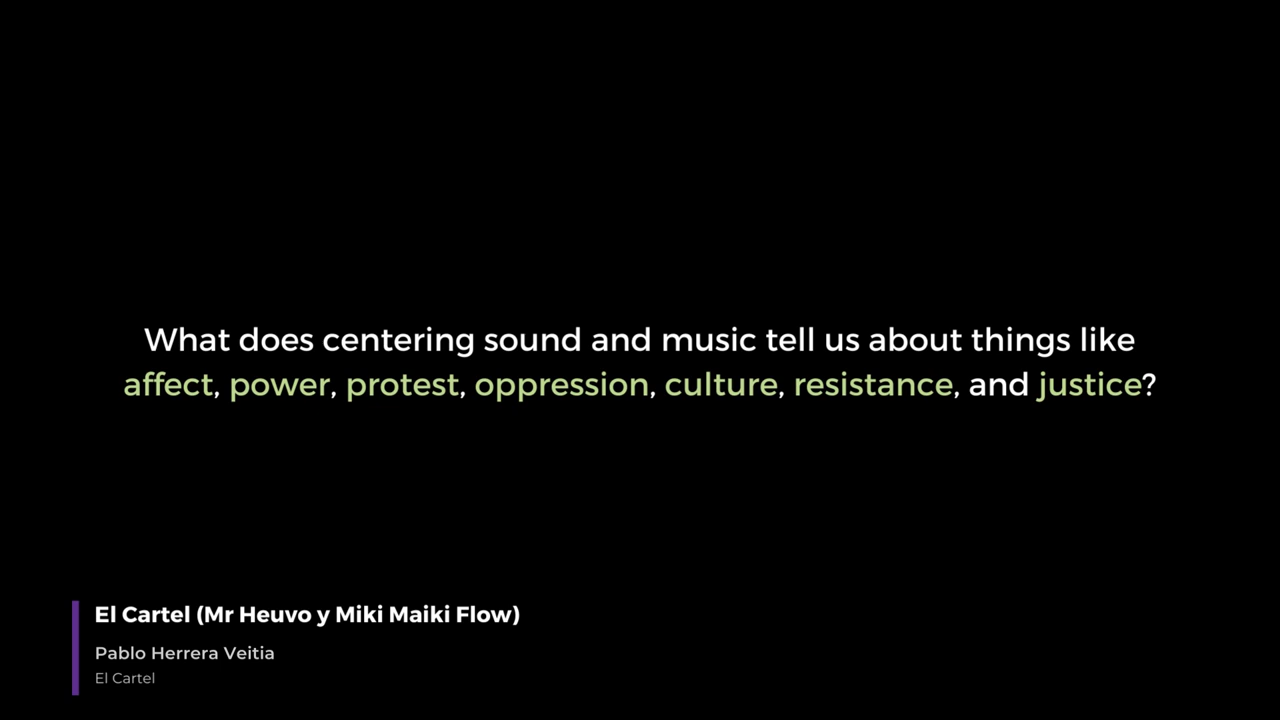 What does centering sound and music tell us about things like
affect, power, protest, oppression, culture, resistance, and justice?
El Cartel (Mr Heuvo y Miki Maiki Flow)
Pablo Herrera Veitia
El Cartel